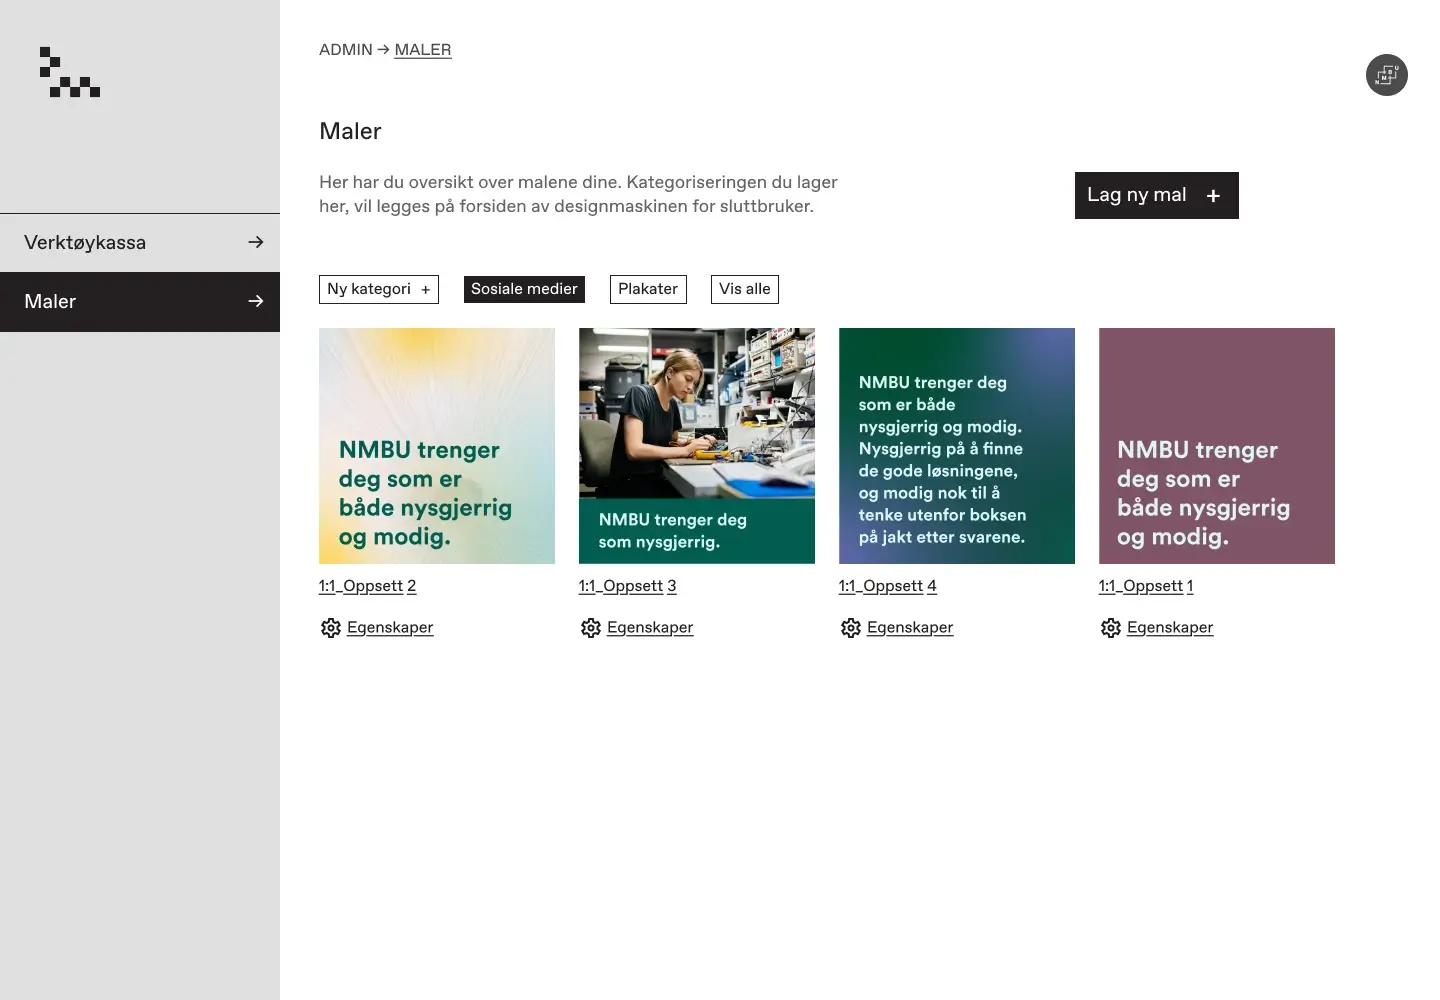 ADMIN → MALER
N M B U
Maler
Her har du oversikt over malene dine. Kategoriseringen du lager
her, vil legges på forsiden av designmaskinen for sluttbruker.
Lag ny mal +
Verktøykassa →
Maler →
Ny kategori +
Sosiale medier
Plakater
Vis alle
NMBU trenger
deg som er
både nysgjerrig
og modig.
1:1_Oppsett 2
Egenskaper
NMBU trenger deg
som nysgjerrig.
1:1_Oppsett 3
Egenskaper
NMBU trenger deg
som er både
nysgjerrig og modig.
Nysgjerrig på å finne
de gode løsningene,
og modig nok til å
tenke utenfor boksen
på jakt etter svarene.
1:1_Oppsett 4
Egenskaper
NMBU trenger
deg som er
både nysgjerrig
og modig.
1:1_Oppsett 1
Egenskaper